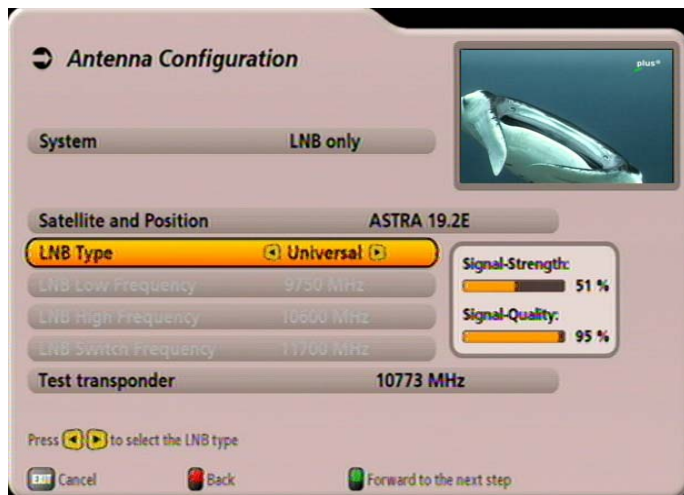 Antenna Configuration
plus*
System LNB only
Satellite and Position ASTRA 19.2E
LNB Type Universal
Signal-Strength:
LNB Low Frequency 9750 MHz
51 %
LNB High Frequency 10600 MHz
Signal-Quality:
LNB Switch Frequency 11700 MHz
95 %
Test transponder 10773 MHz
Press to select the LNB type
EXIT Cancel Back Forward to the next step